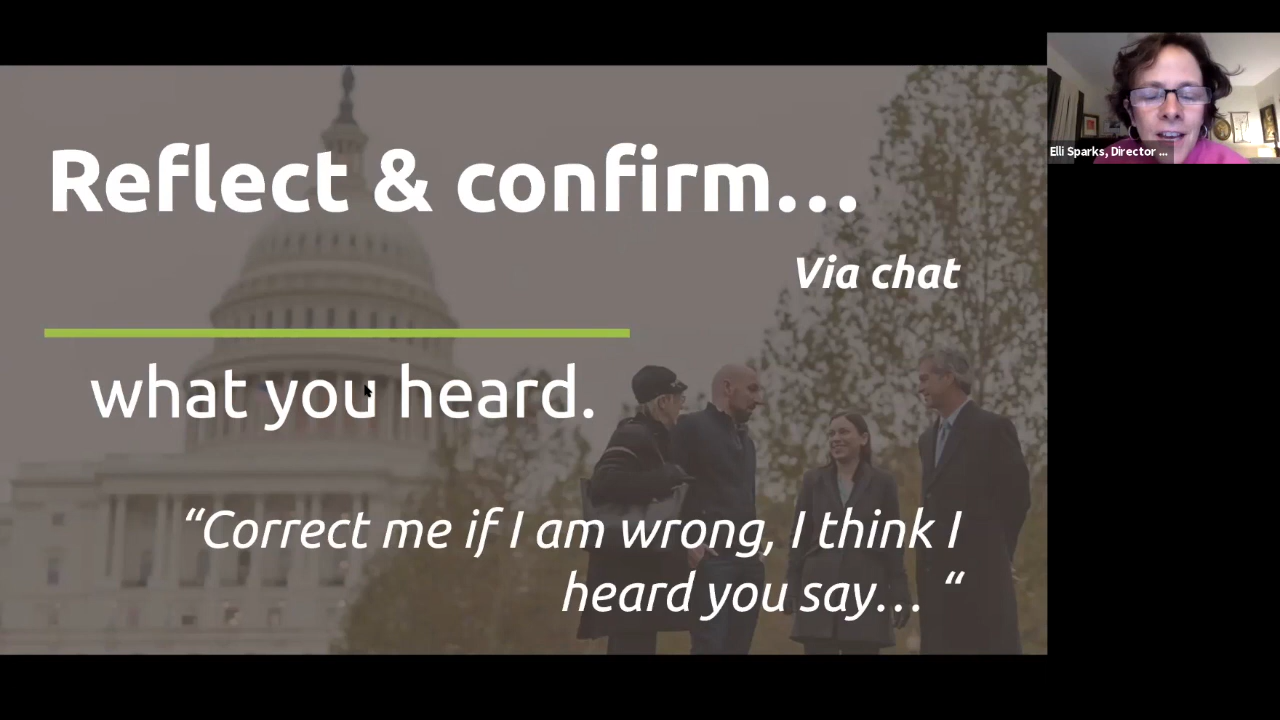 Reflect & confirm...
Via chat
what you heard.
“Correct me if I am wrong, I think I
heard you say... “
Elli Sparks, Director ...